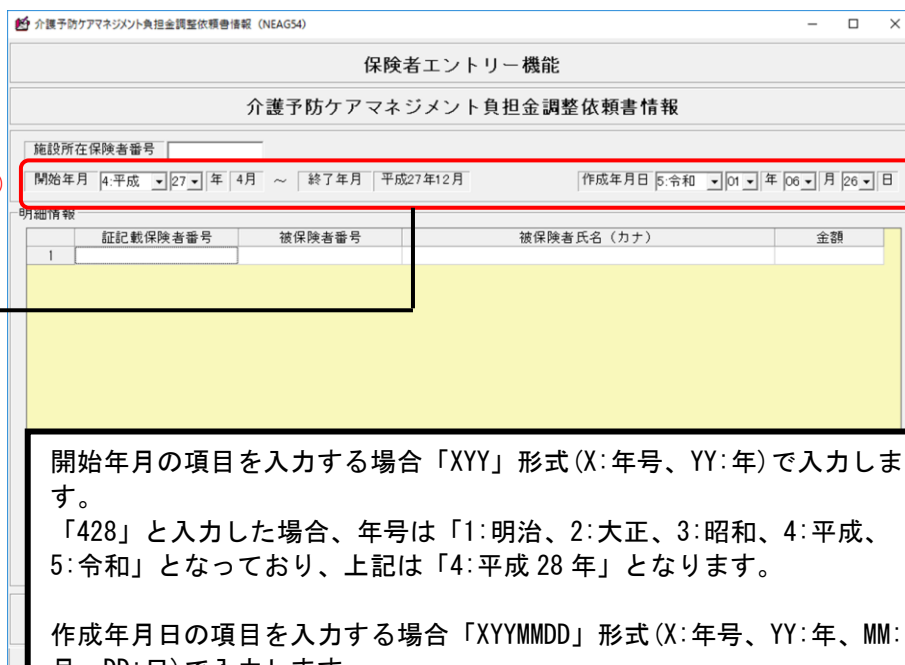 介護予防ケアマネジメント負担金調整依頼書情報 (NEAG54)
保険者エントリー機能
介護予防ケアマネジメント負担金調整依頼書情報
施設所在保険者番号
開始年月 4:平成 27 年 4月 ～ 終了年月 平成27年12月 作成年月日 5:令和 01 年 06 月 26 日
明細情報
証記載保険者番号 被保険者番号 被保険者氏名（カナ） 金額
1
開始年月の項目を入力する場合「XYY」形式(X:年号、YY:年)で入力しま
す。
「428」と入力した場合、年号は「1:明治、2:大正、3:昭和、4:平成、
5:令和」となっており、上記は「4:平成 28 年」となります。
作成年月日の項目を入力する場合「XYYMMDD」形式(X:年号、YY:年、MM:
月、DD:日)で入力します